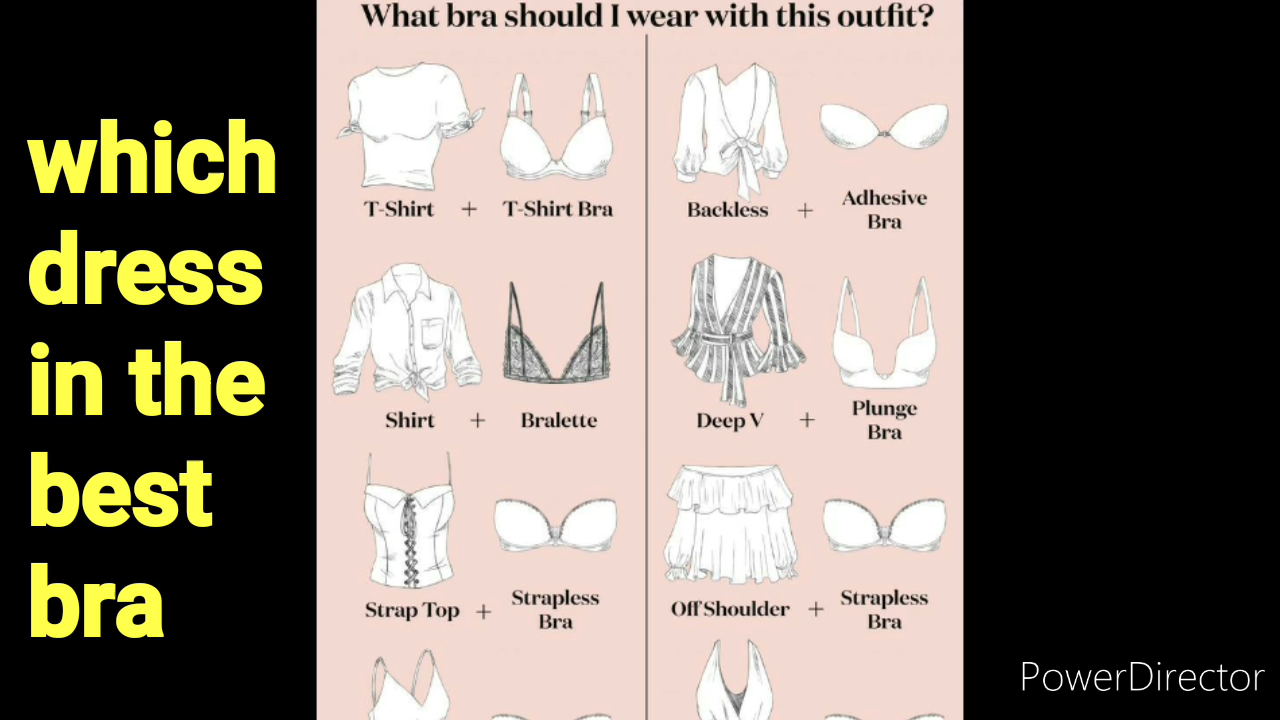 What bra should I wear with this outfit?
which
dress
in the
best
bra
T-Shirt + T-Shirt Bra
Backless + Adhesive
Bra
Shirt + Bralette
Deep V + Plunge
Bra
Strap Top + Strapless
Bra
Off Shoulder + Strapless
Bra
PowerDirector